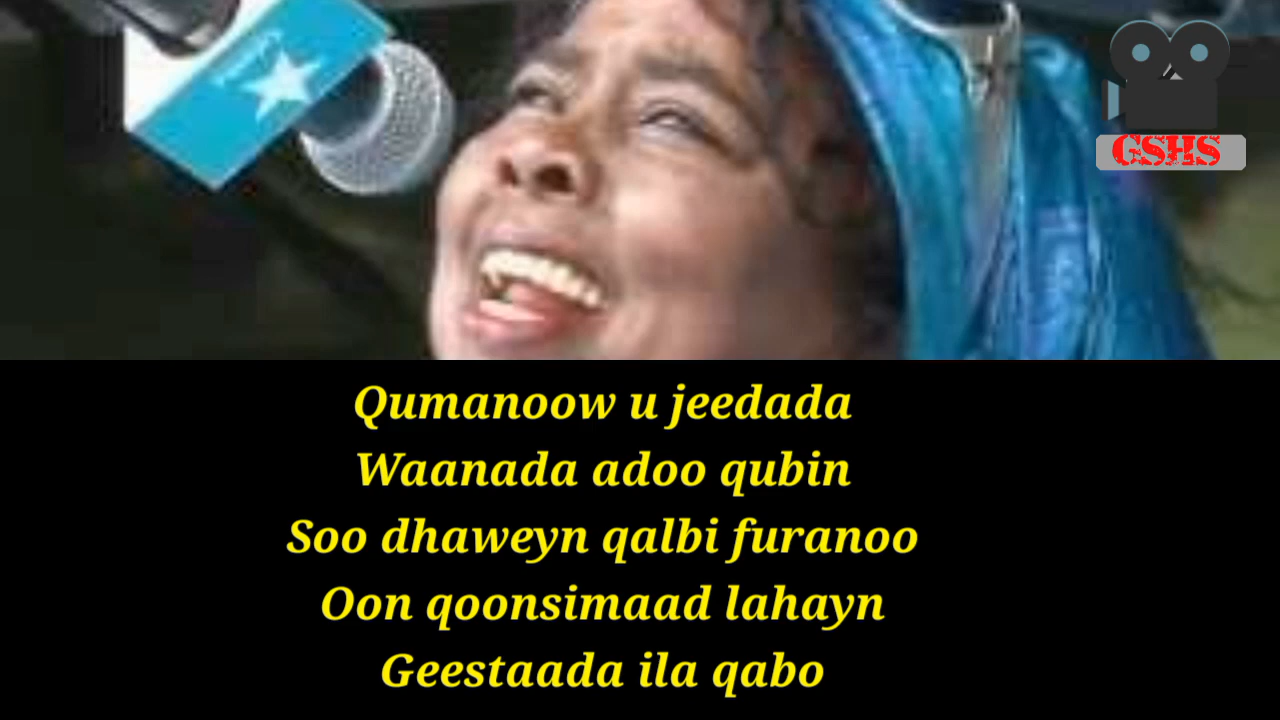 GSHS
Qumanoow u jeedada
Waanada adoo qubin
Soo dhaweyn qalbi furanoo
Oon qoonsimaad lahayn
Geestaada ila qabo